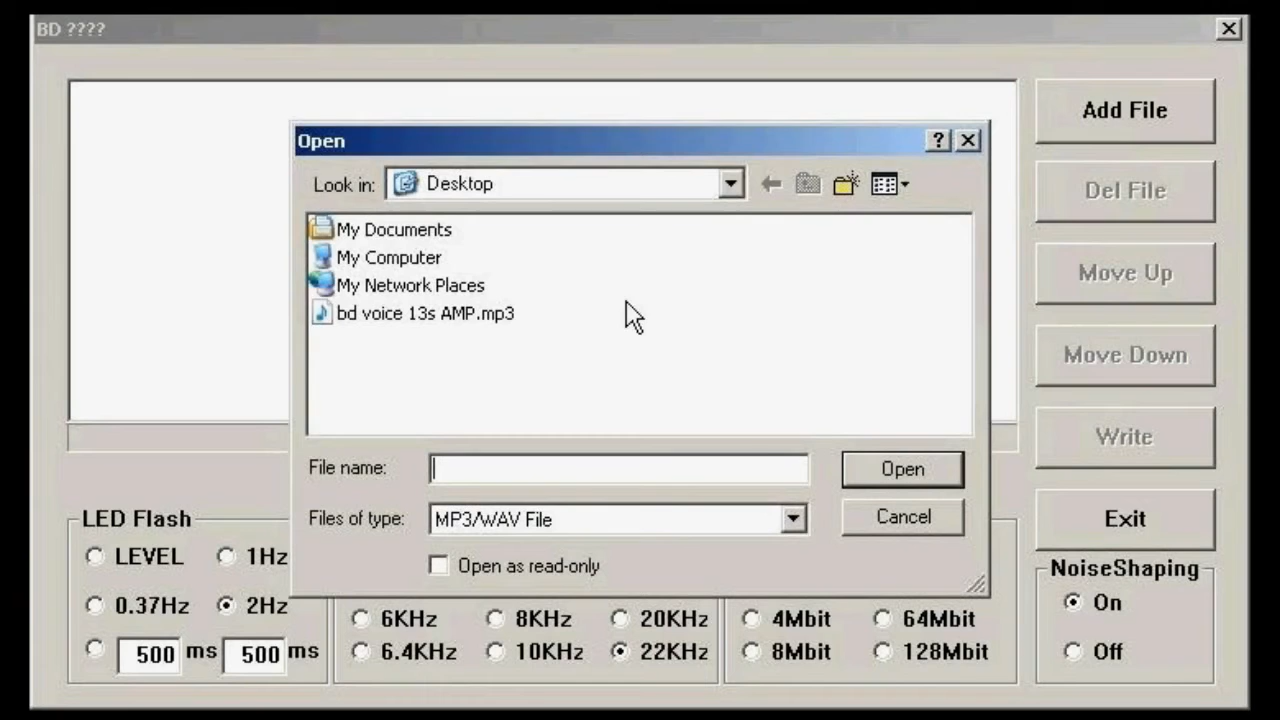 BD ????
Add File
Open
Look in: Desktop
Del File
My Documents
My Computer
My Network Places
bd voice 13s AMP.mp3
Move Up
Move Down
Write
File name:
Open
Files of type: MP3/WAV File
Cancel
Open as read-only
Exit
LED Flash
LEVEL 1Hz
0.37Hz 2Hz
500 ms 500 ms
6KHz 8KHz 20KHz
6.4KHz 10KHz 22KHz
4Mbit 64Mbit
8Mbit 128Mbit
NoiseShaping
On
Off